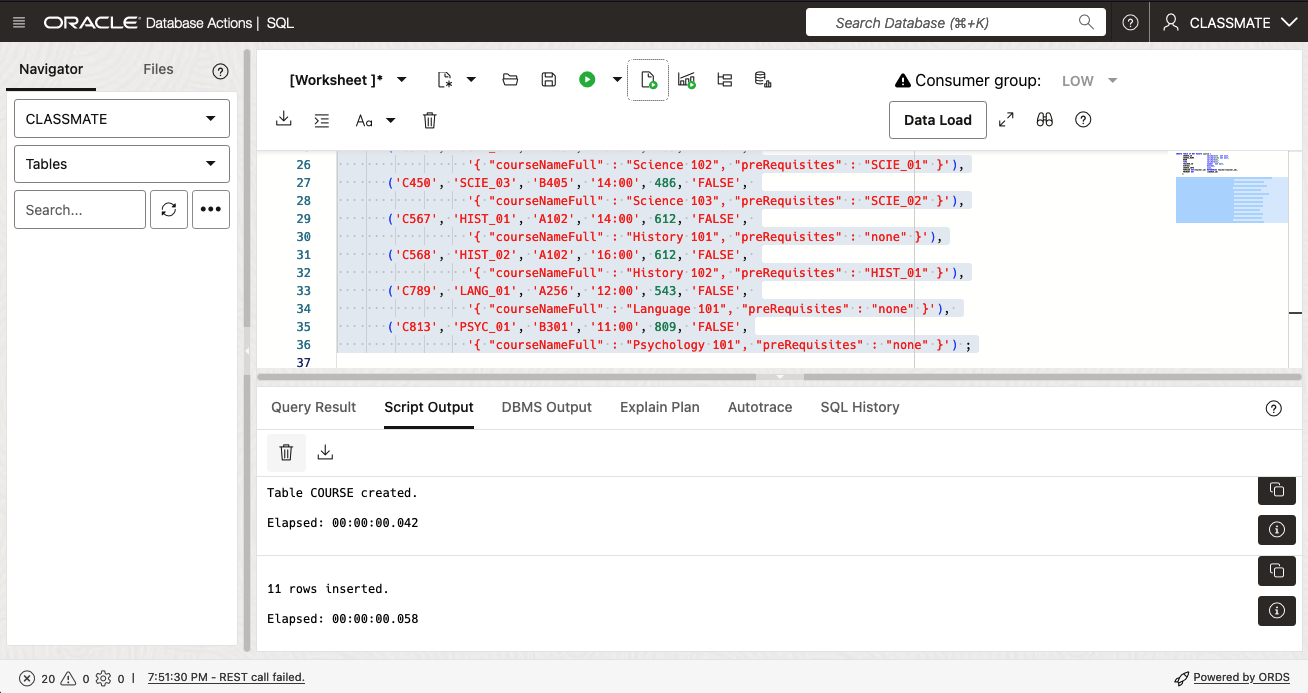 ORACLE Database Actions | SQL
Search Database (⌘+K)
CLASSMATE
Navigator
Files
CLASSMATE
Tables
Search...
[Worksheet ]*
Aa
Consumer group:
LOW
Data Load
26 '{ "courseNameFull" : "Science 102", "preRequisites" : "SCIE_01" }'),
27 ('C450', 'SCIE_03', 'B405', '14:00', 486, 'FALSE',
28 '{ "courseNameFull" : "Science 103", "preRequisites" : "SCIE_02" }'),
29 ('C567', 'HIST_01', 'A102', '14:00', 612, 'FALSE',
30 '{ "courseNameFull" : "History 101", "preRequisites" : "none" }'),
31 ('C568', 'HIST_02', 'A102', '16:00', 612, 'FALSE',
32 '{ "courseNameFull" : "History 102", "preRequisites" : "HIST_01" }'),
33 ('C789', 'LANG_01', 'A256', '12:00', 543, 'FALSE',
34 '{ "courseNameFull" : "Language 101", "preRequisites" : "none" }'),
35 ('C813', 'PSYC_01', 'B301', '11:00', 809, 'FALSE',
36 '{ "courseNameFull" : "Psychology 101", "preRequisites" : "none" }') ;
37
Query Result
Script Output
DBMS Output
Explain Plan
Autotrace
SQL History
Table COURSE created.
Elapsed: 00:00:00.042
11 rows inserted.
Elapsed: 00:00:00.058
20 0 0 | 7:51:30 PM - REST call failed.
Powered by ORDS